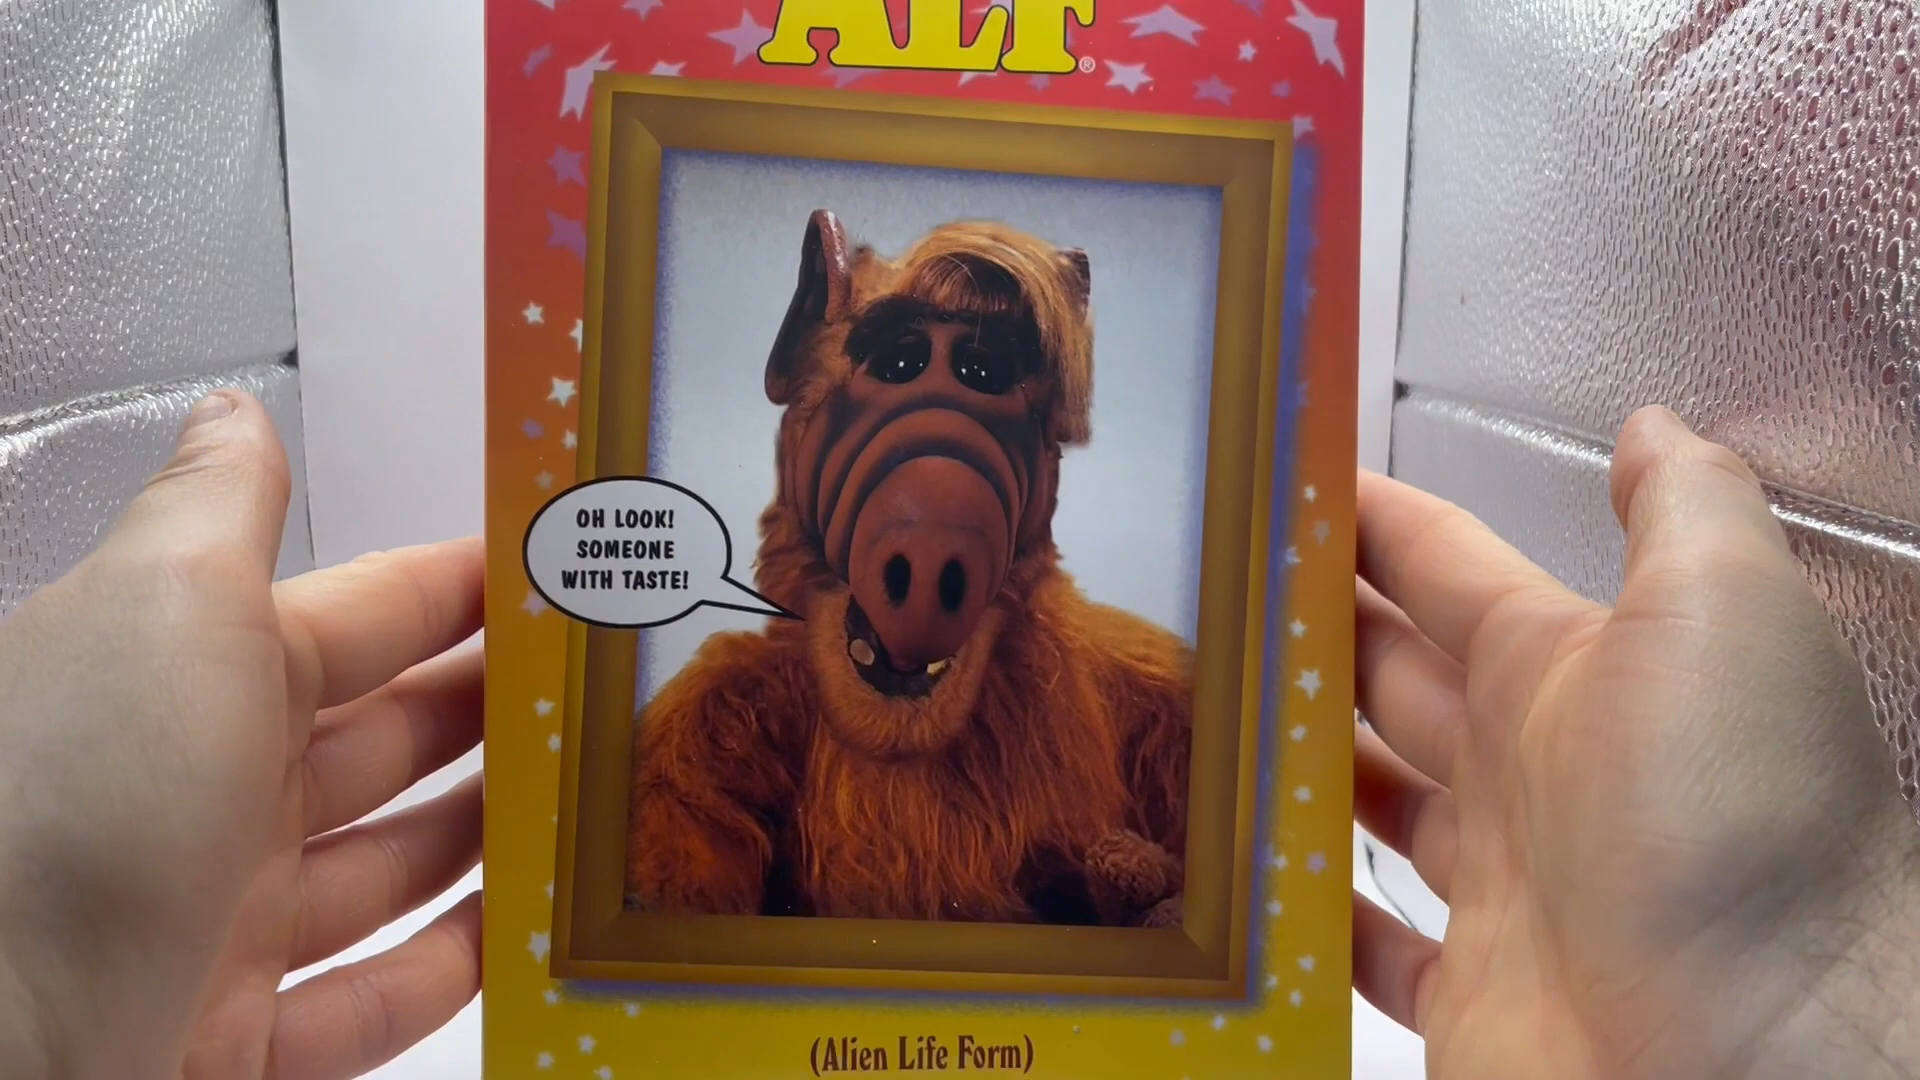 ALF®
OH LOOK!
SOMEONE
WITH TASTE!
(Alien Life Form)